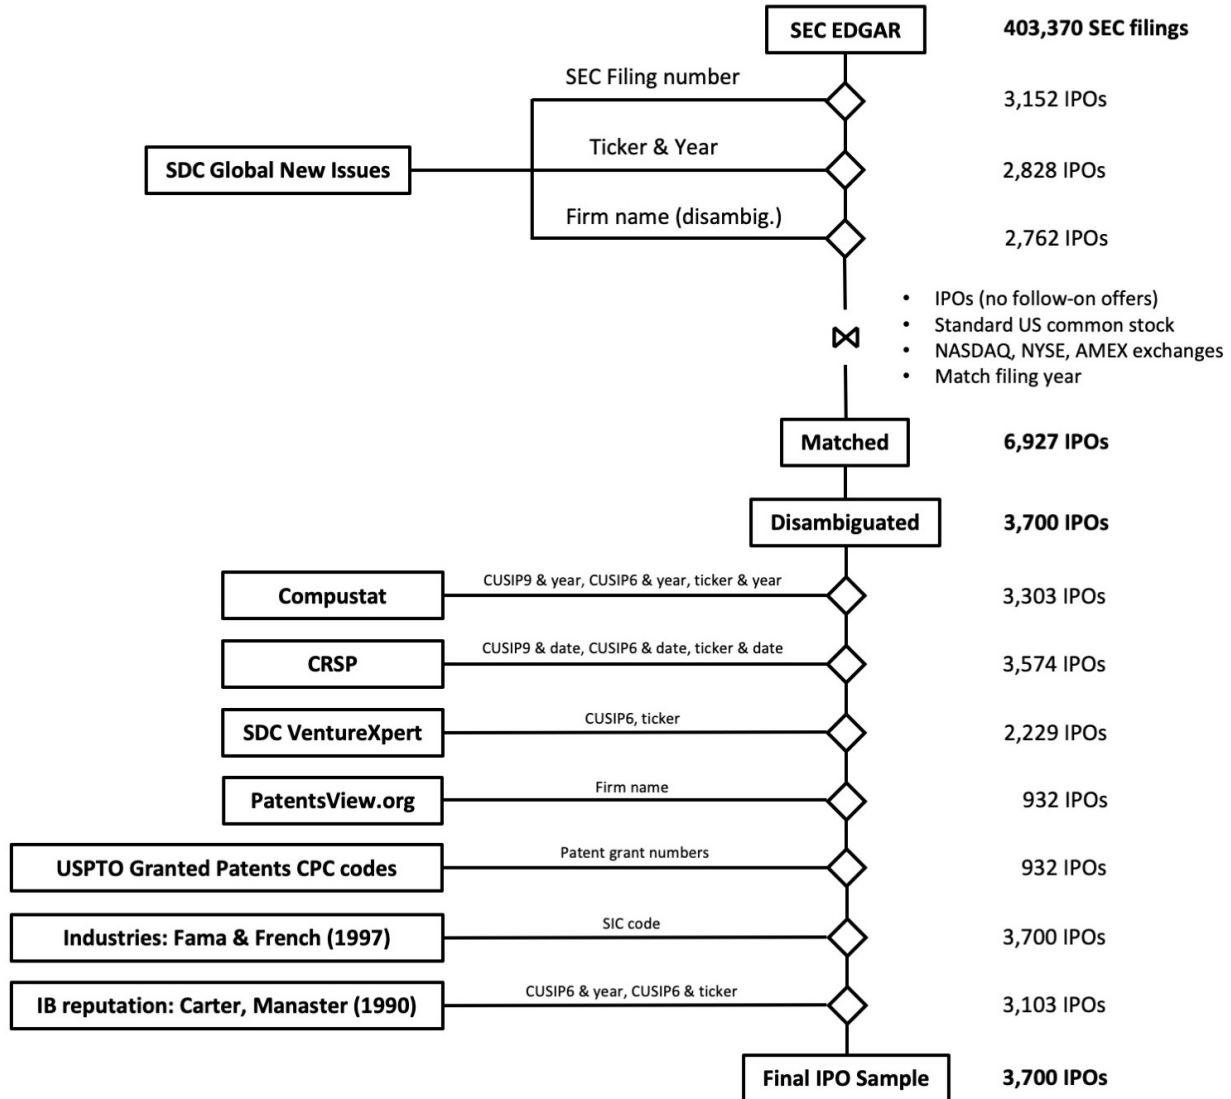 SEC EDGAR 403,370 SEC filings
SEC Filing number 3,152 IPOs
SDC Global New Issues Ticker & Year 2,828 IPOs
Firm name (disambig.) 2,762 IPOs
• IPOs (no follow-on offers)
• Standard US common stock
• NASDAQ, NYSE, AMEX exchanges
• Match filing year
Matched 6,927 IPOs
Disambiguated 3,700 IPOs
Compustat CUSIP9 & year, CUSIP6 & year, ticker & year 3,303 IPOs
CRSP CUSIP9 & date, CUSIP6 & date, ticker & date 3,574 IPOs
SDC VentureXpert CUSIP6, ticker 2,229 IPOs
PatentsView.org Firm name 932 IPOs
USPTO Granted Patents CPC codes Patent grant numbers 932 IPOs
Industries: Fama & French (1997) SIC code 3,700 IPOs
IB reputation: Carter, Manaster (1990) CUSIP6 & year, CUSIP6 & ticker 3,103 IPOs
Final IPO Sample 3,700 IPOs